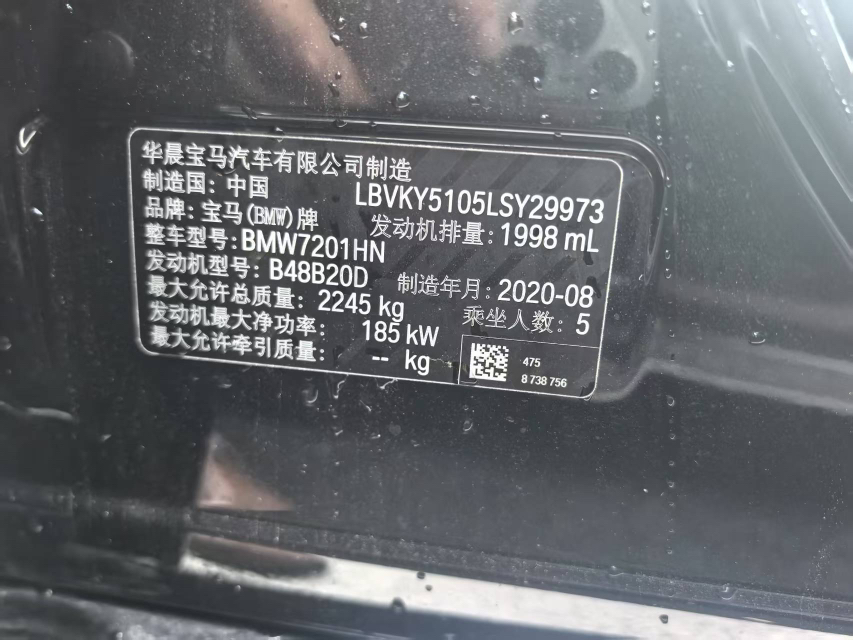 华晨宝马汽车有限公司制造
制造国：中国
LBVKY5105LSY29973
品牌：宝马(BMW)牌
发动机排量：1998 mL
整车型号：BMW7201HN
发动机型号：B48B20D
制造年月：2020-08
最大允许总质量：2245 kg
乘坐人数：5
发动机最大净功率：185 kW
最大允许牵引质量：-- kg
475
8 738 756